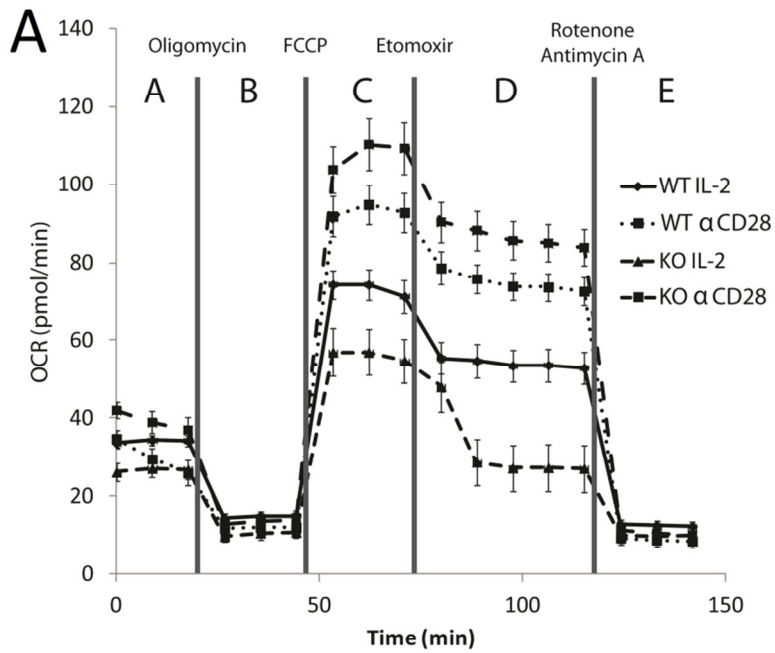 A
140
120
100
80
60
40
20
0
OCR (pmol/min)
Oligomycin
FCCP
Etomoxir
Rotenone
Antimycin A
A
B
C
D
E
WT IL-2
WT α CD28
KO IL-2
KO α CD28
0
50
100
150
Time (min)